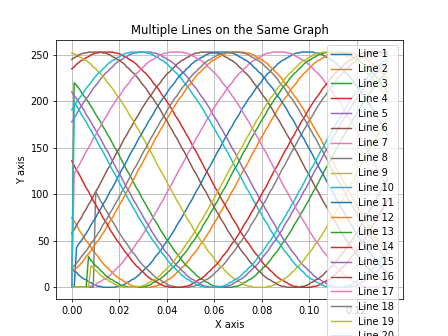 Multiple Lines on the Same Graph
Y axis
250
200
150
100
50
0
0.00 0.02 0.04 0.06 0.08 0.10
X axis
Line 1
Line 2
Line 3
Line 4
Line 5
Line 6
Line 7
Line 8
Line 9
Line 10
Line 11
Line 12
Line 13
Line 14
Line 15
Line 16
Line 17
Line 18
Line 19
Line 20